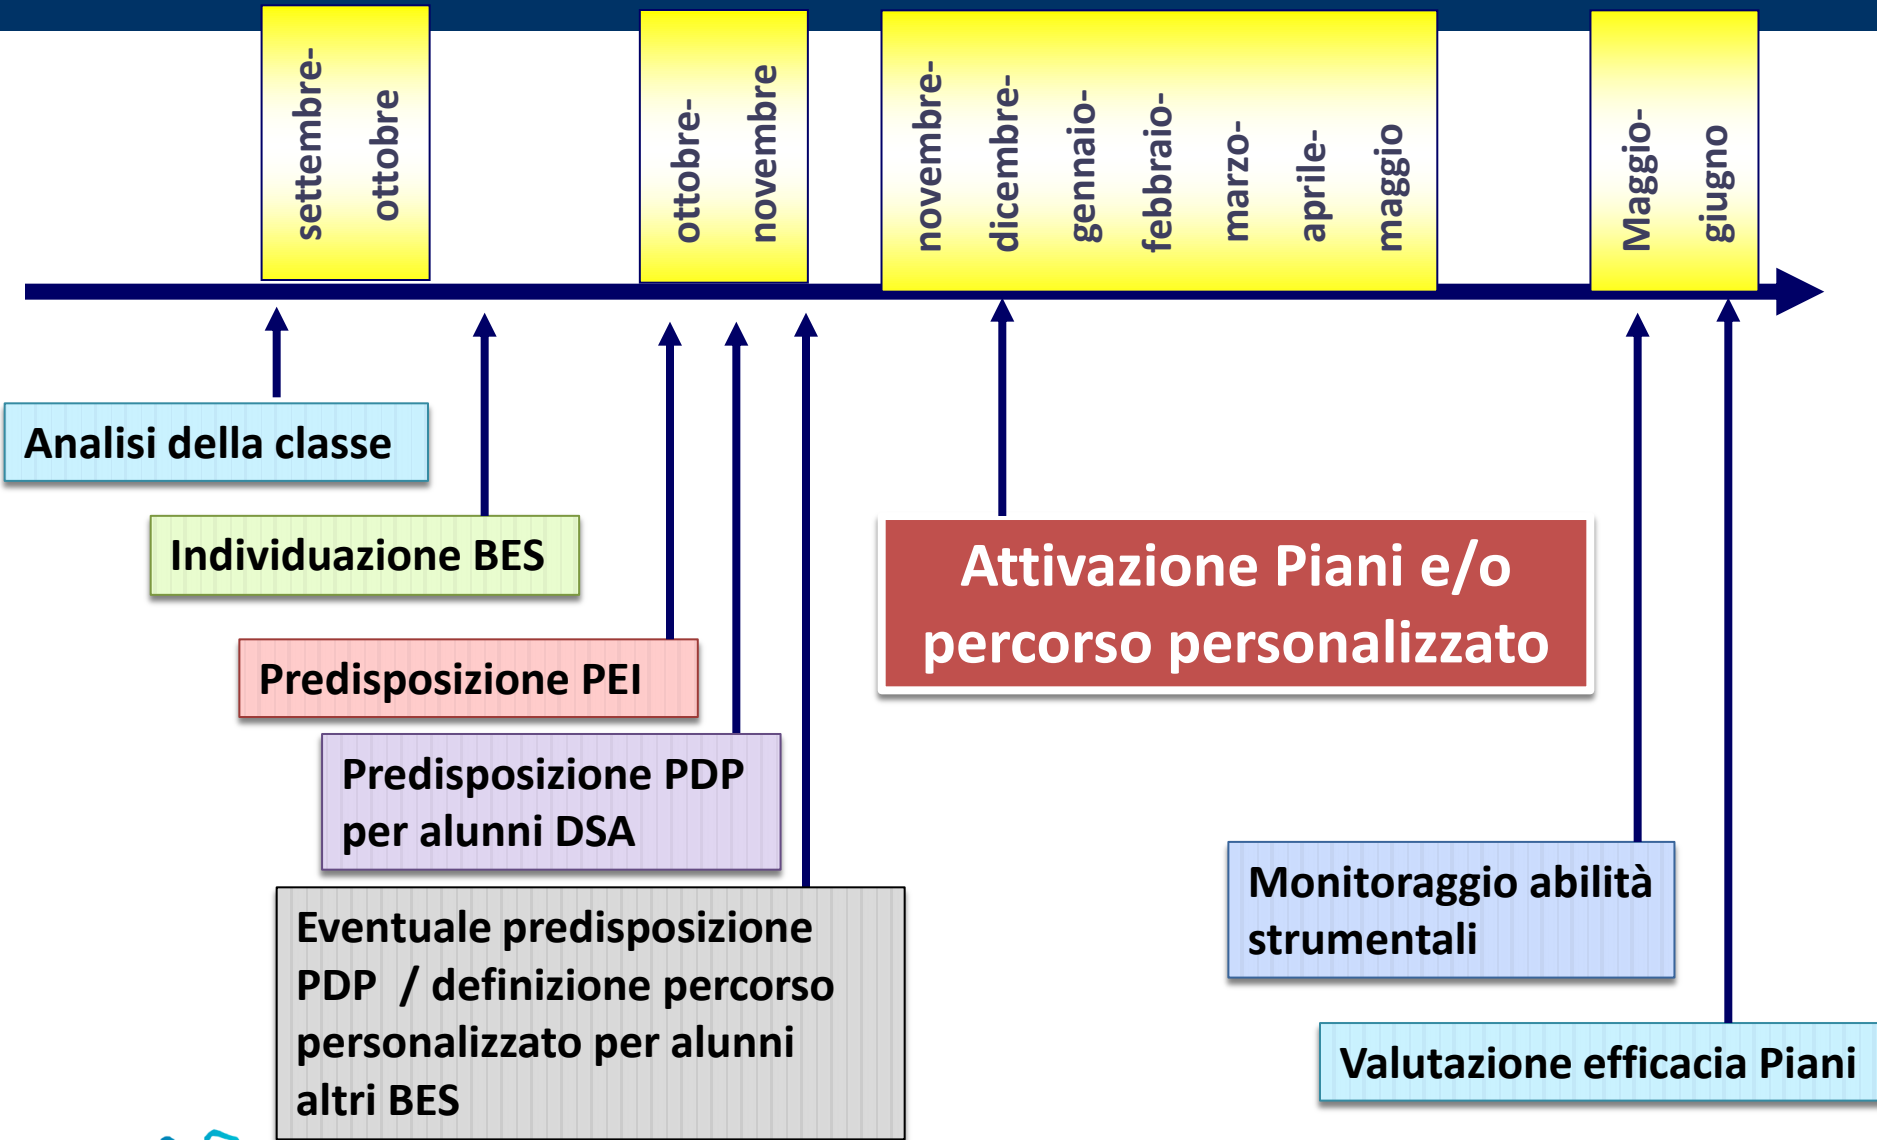 settembre-
ottobre
ottobre-
novembre
novembre-
dicembre-
gennaio-
febbraio-
marzo-
aprile-
maggio
Maggio-
giugno
Analisi della classe
Individuazione BES
Predisposizione PEI
Predisposizione PDP
per alunni DSA
Eventuale predisposizione
PDP / definizione percorso
personalizzato per alunni
altri BES
Attivazione Piani e/o
percorso personalizzato
Monitoraggio abilità
strumentali
Valutazione efficacia Piani